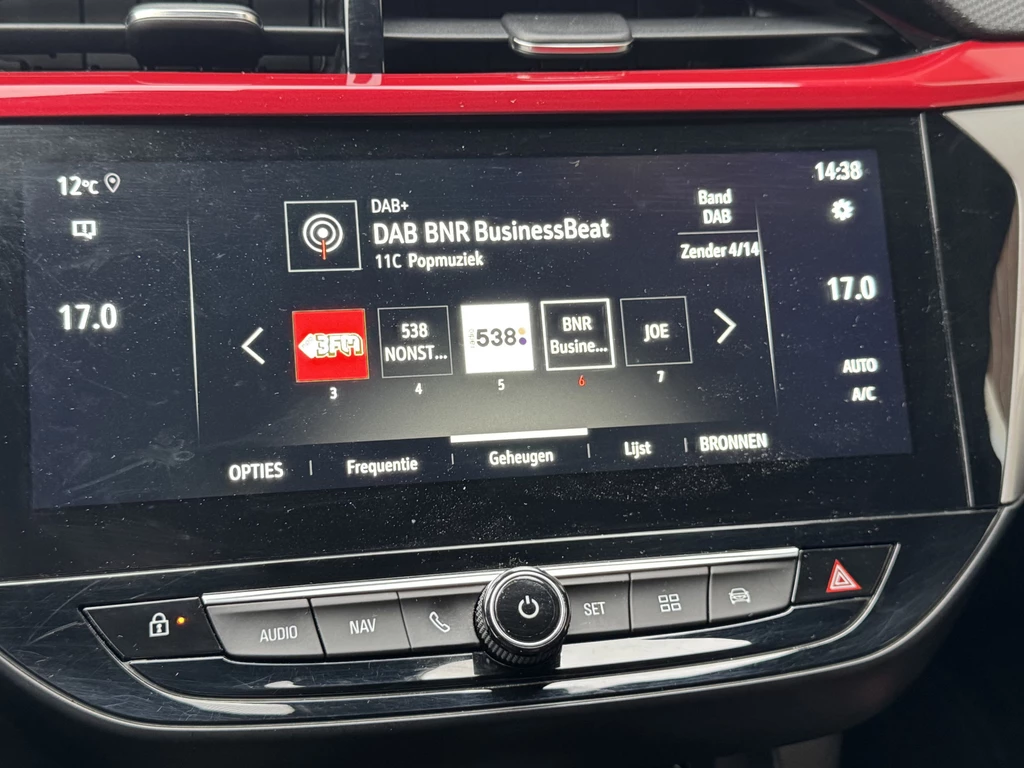 12°C
14:38
DAB+
DAB BNR BusinessBeat
11C Popmuziek
Band
DAB
Zender 4/14
17.0
17.0
3FM
3
538
NONST...
4
radio
538
5
BNR
Busine...
6
JOE
7
AUTO
A/C
OPTIES
Frequentie
Geheugen
Lijst
BRONNEN
AUDIO
NAV
SET